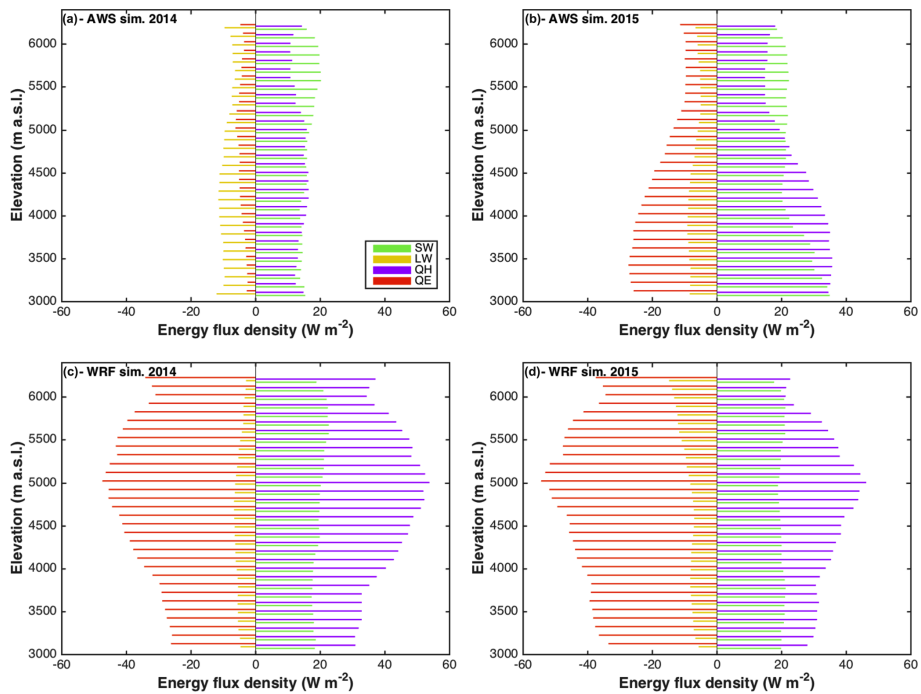 (a)- AWS sim. 2014
(b)- AWS sim. 2015
6000
5500
5000
4500
4000
3500
3000
Elevation (m a.s.l.)
SW
LW
QH
QE
-60 -40 -20 0 20 40 60
Energy flux density (W m-2)
6000
5500
5000
4500
4000
3500
3000
Elevation (m a.s.l.)
-60 -40 -20 0 20 40 60
Energy flux density (W m-2)
(c)- WRF sim. 2014
(d)- WRF sim. 2015
6000
5500
5000
4500
4000
3500
3000
Elevation (m a.s.l.)
-60 -40 -20 0 20 40 60
Energy flux density (W m-2)
6000
5500
5000
4500
4000
3500
3000
Elevation (m a.s.l.)
-60 -40 -20 0 20 40 60
Energy flux density (W m-2)